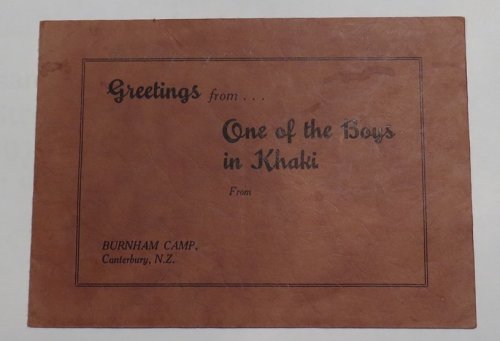 Greetings from . . .
One of the Boys
in Khaki
From
BURNHAM CAMP,
Canterbury, N.Z.